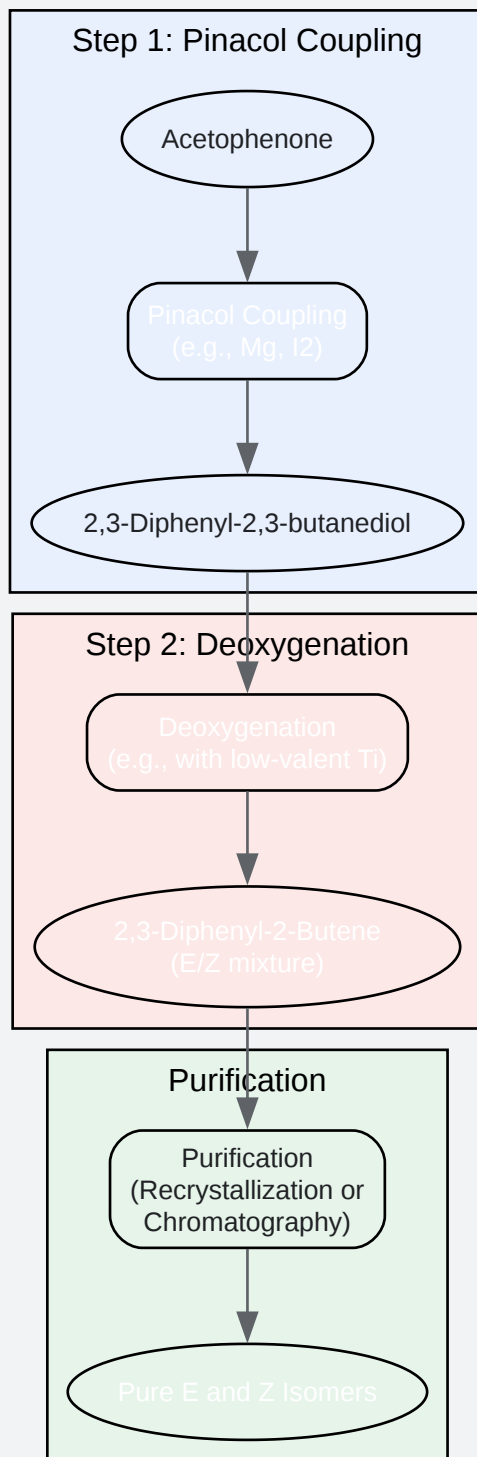 Step 1: Pinacol Coupling
Acetophenone
Pinacol Coupling
(e.g., Mg, I2)
2,3-Diphenyl-2,3-butanediol
Step 2: Deoxygenation
Deoxygenation
(e.g., with low-valent Ti)
2,3-Diphenyl-2-Butene
(E/Z mixture)
Purification
Purification
(Recrystallization or
Chromatography)
Pure E and Z Isomers